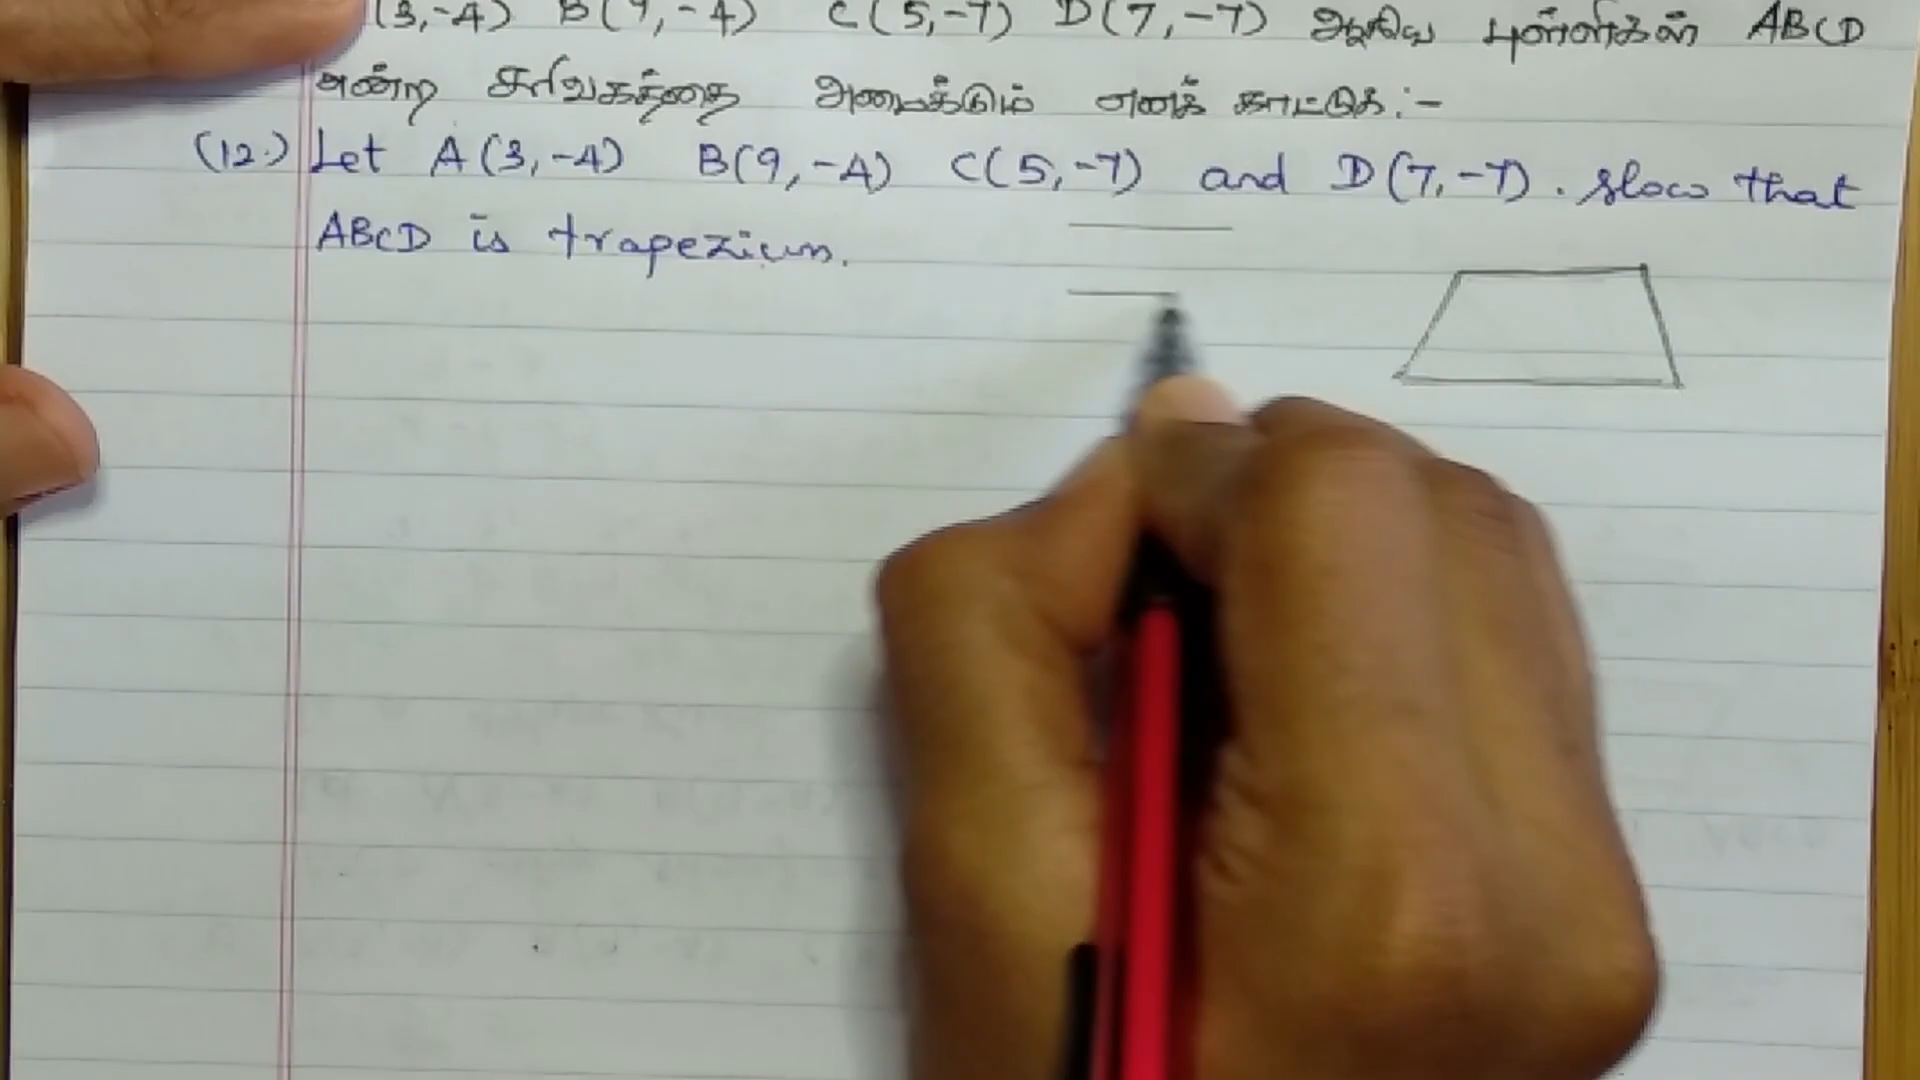 (3,-4) B(9,-4) C(5,-7) D(7,-7) ஆகிய புள்ளிகள் ABCD
என்ற சரிவகத்தை அமைக்கும் எனக் காட்டுக:-
(12.) Let A(3,-4) B(9,-4) C(5,-7) and D(7,-7). Show that
ABCD is trapezium.